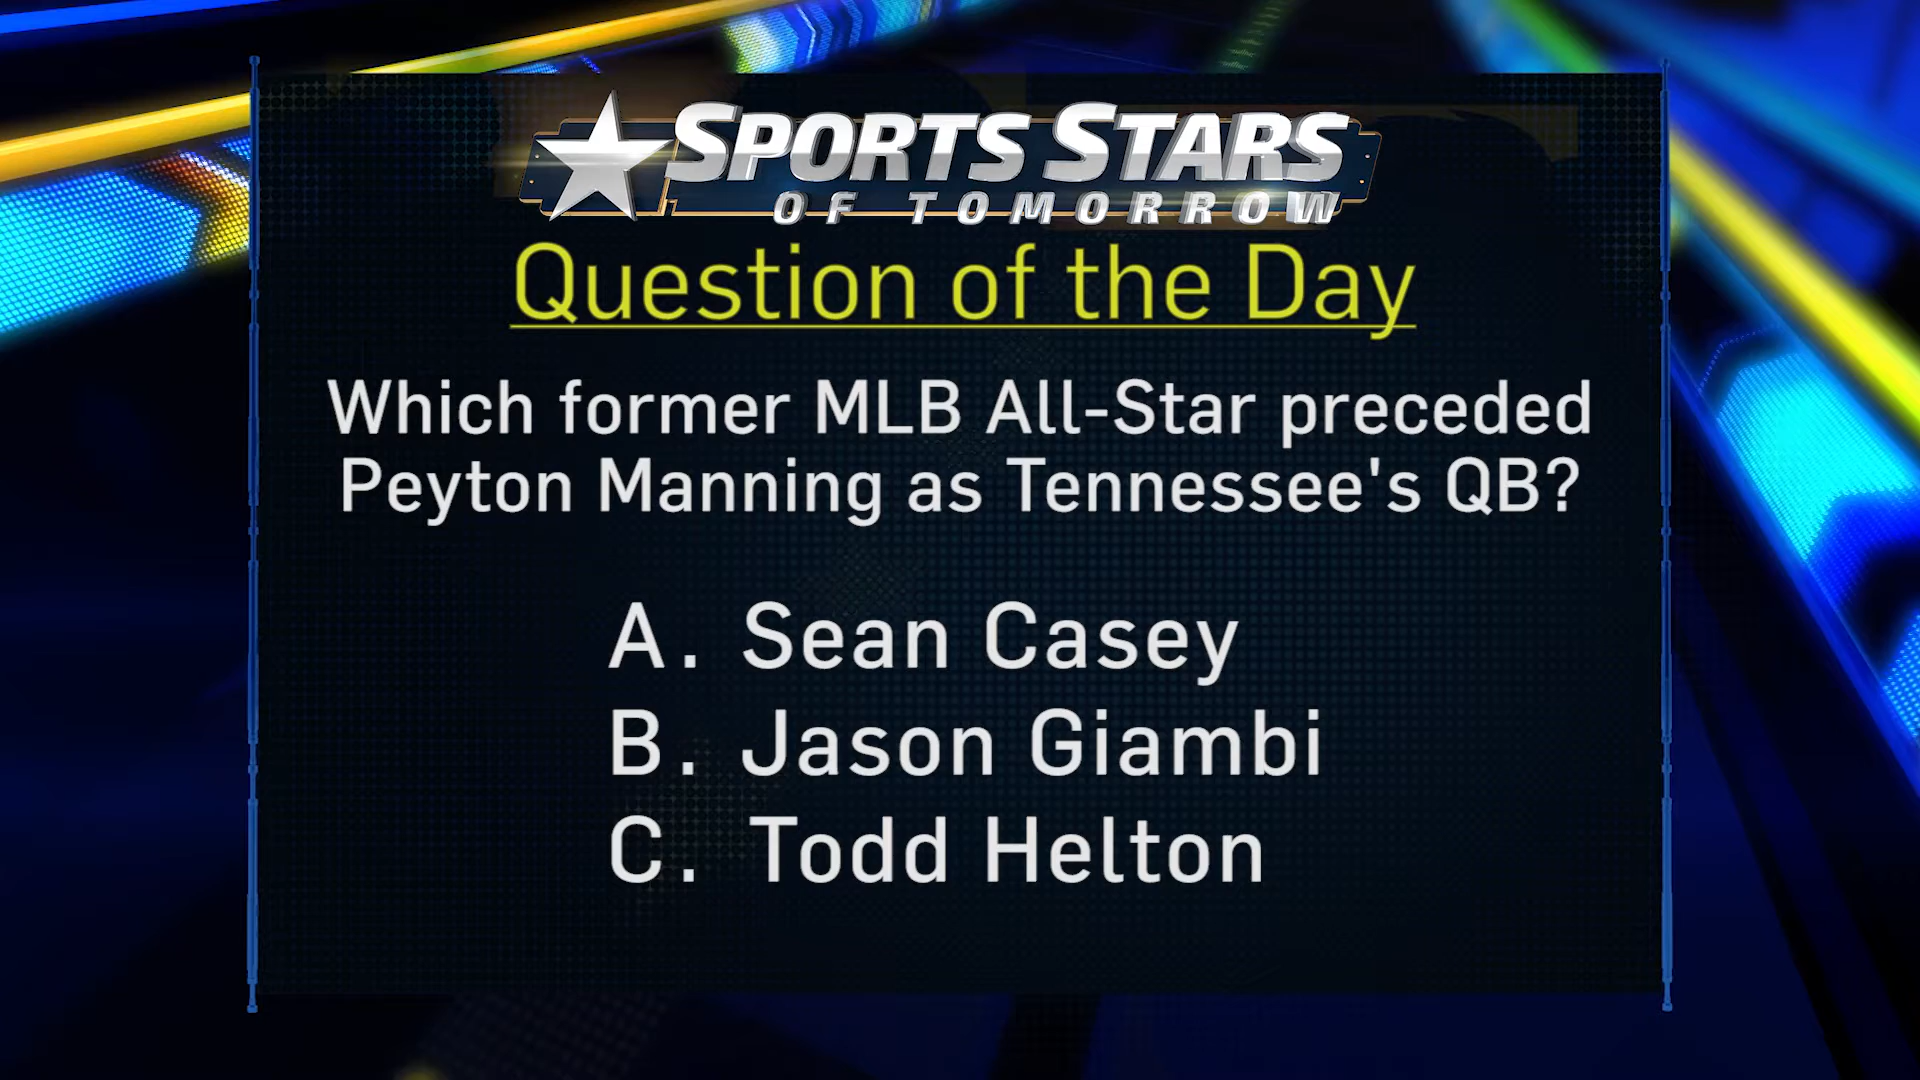 SPORTS STARS
OF TOMORROW
Question of the Day
Which former MLB All-Star preceded
Peyton Manning as Tennessee's QB?
A. Sean Casey
B. Jason Giambi
C. Todd Helton